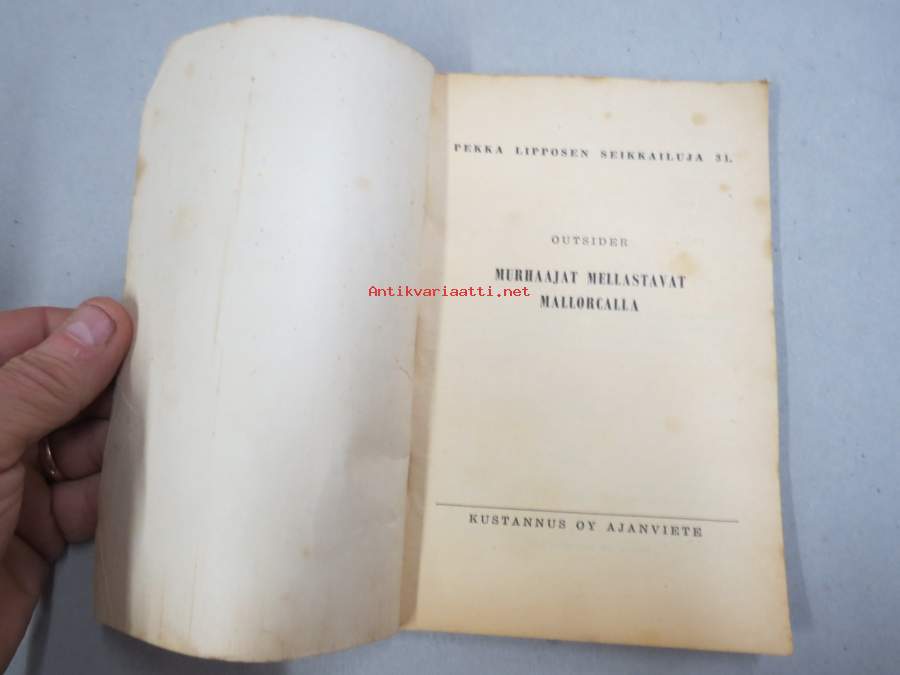 PEKKA LIPPOSEN SEIKKAILUJA 31.
OUTSIDER
MURHAAJAT MELLASTAVAT
Antikvariaatti.net
MALLORCALLA
KUSTANNUS OY AJANVIETE